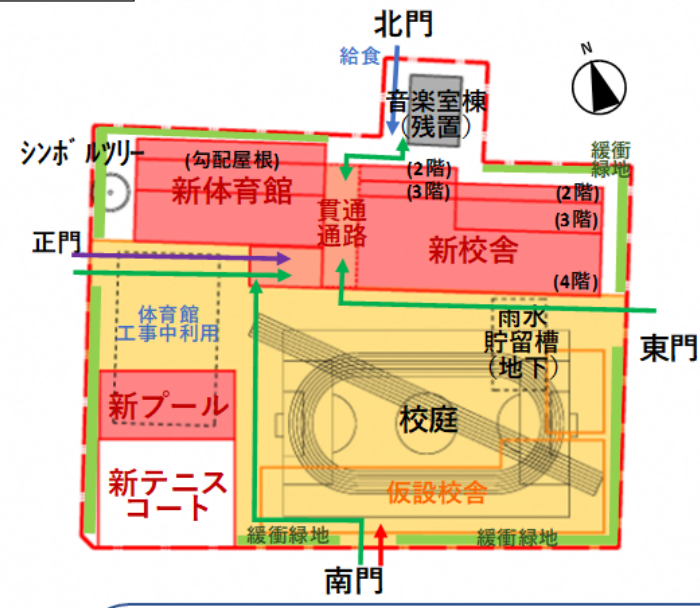 北門
給食
N
音楽室棟
(残置)
シンボルツリー
(勾配屋根)
新体育館
(2階)
(3階)
緩衝
緑地
(2階)
(3階)
貫通
通路
新校舎
(4階)
正門
体育館
工事中利用
雨水
貯留槽
(地下)
東門
新プール
校庭
新テニス
コート
仮設校舎
緩衝緑地
緩衝緑地
南門